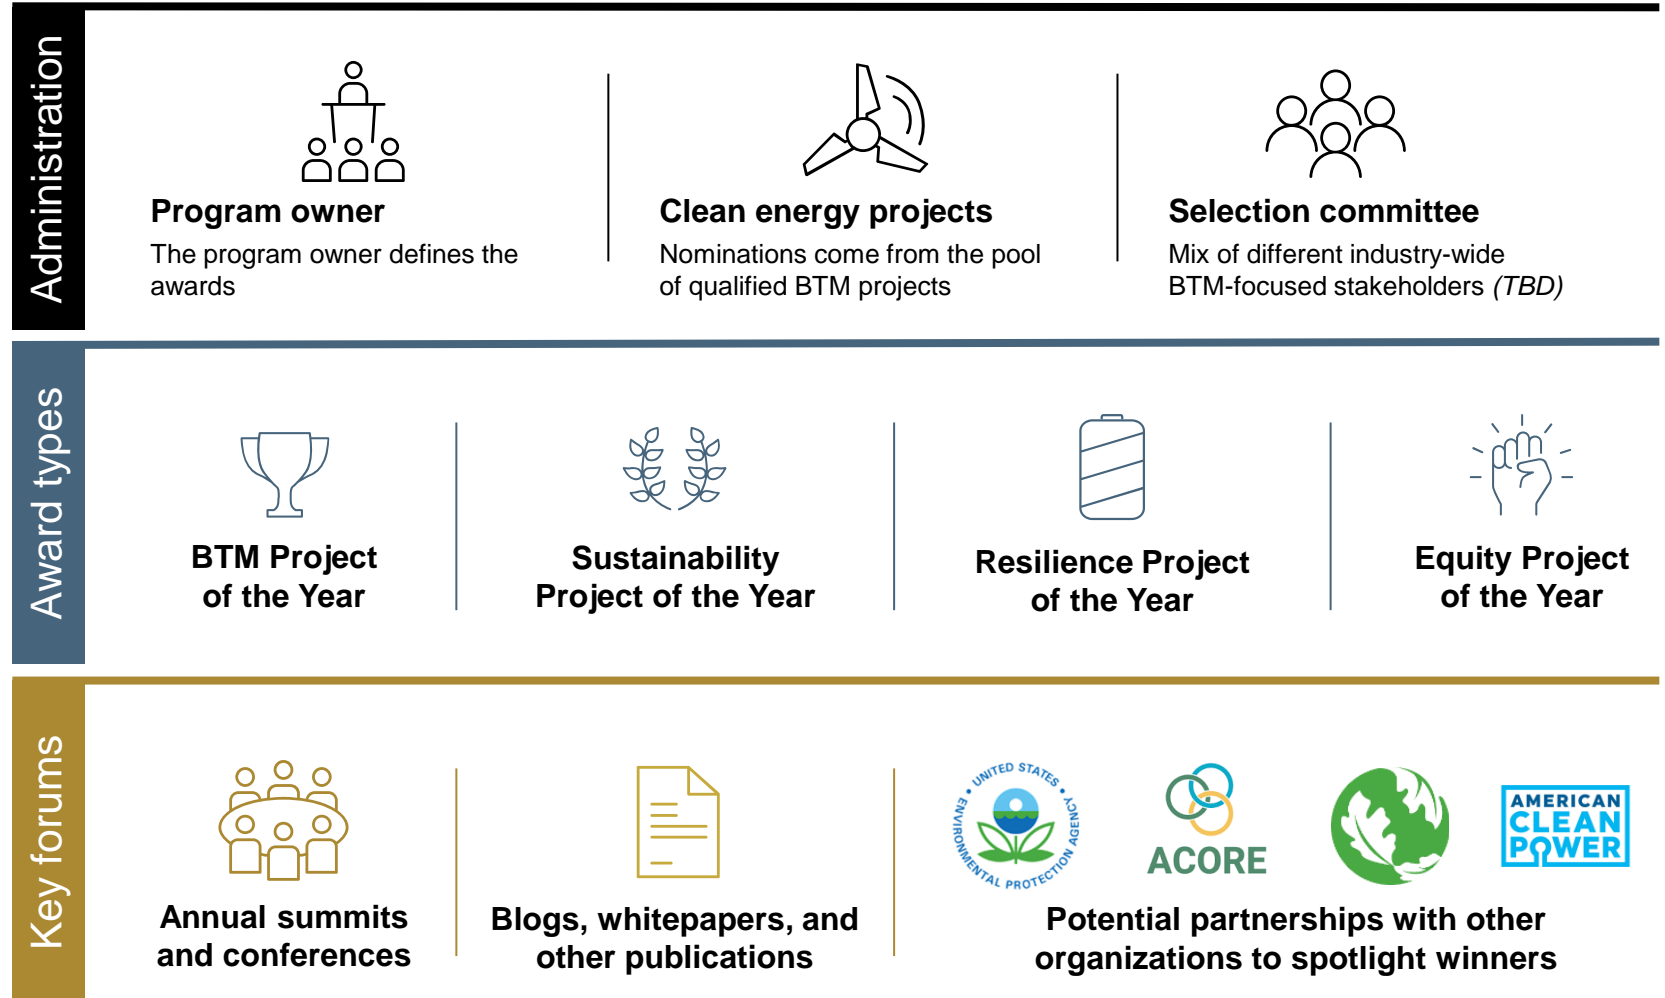 Administration
Program owner
The program owner defines the
awards
Clean energy projects
Nominations come from the pool
of qualified BTM projects
Selection committee
Mix of different industry-wide
BTM-focused stakeholders (TBD)
Award types
BTM Project
of the Year
Sustainability
Project of the Year
Resilience Project
of the Year
Equity Project
of the Year
Key forums
Annual summits
and conferences
Blogs, whitepapers, and
other publications
UNITED STATES
ENVIRONMENTAL PROTECTION AGENCY
ACORE
AMERICAN
CLEAN
POWER
Potential partnerships with other
organizations to spotlight winners